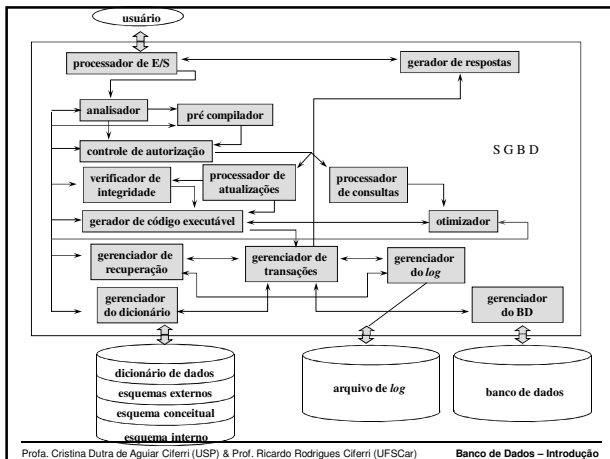 usuário
processador de E/S
gerador de respostas
analisador
pré compilador
S G B D
controle de autorização
verificador de
integridade
processador de
atualizações
processador
de consultas
gerador de código executável
otimizador
gerenciador de
recuperação
gerenciador de
transações
gerenciador
do log
gerenciador
do dicionário
gerenciador
do BD
dicionário de dados
esquemas externos
esquema conceitual
esquema interno
arquivo de log
banco de dados
Profa. Cristina Dutra de Aguiar Ciferri (USP) & Prof. Ricardo Rodrigues Ciferri (UFSCar)
Banco de Dados – Introdução